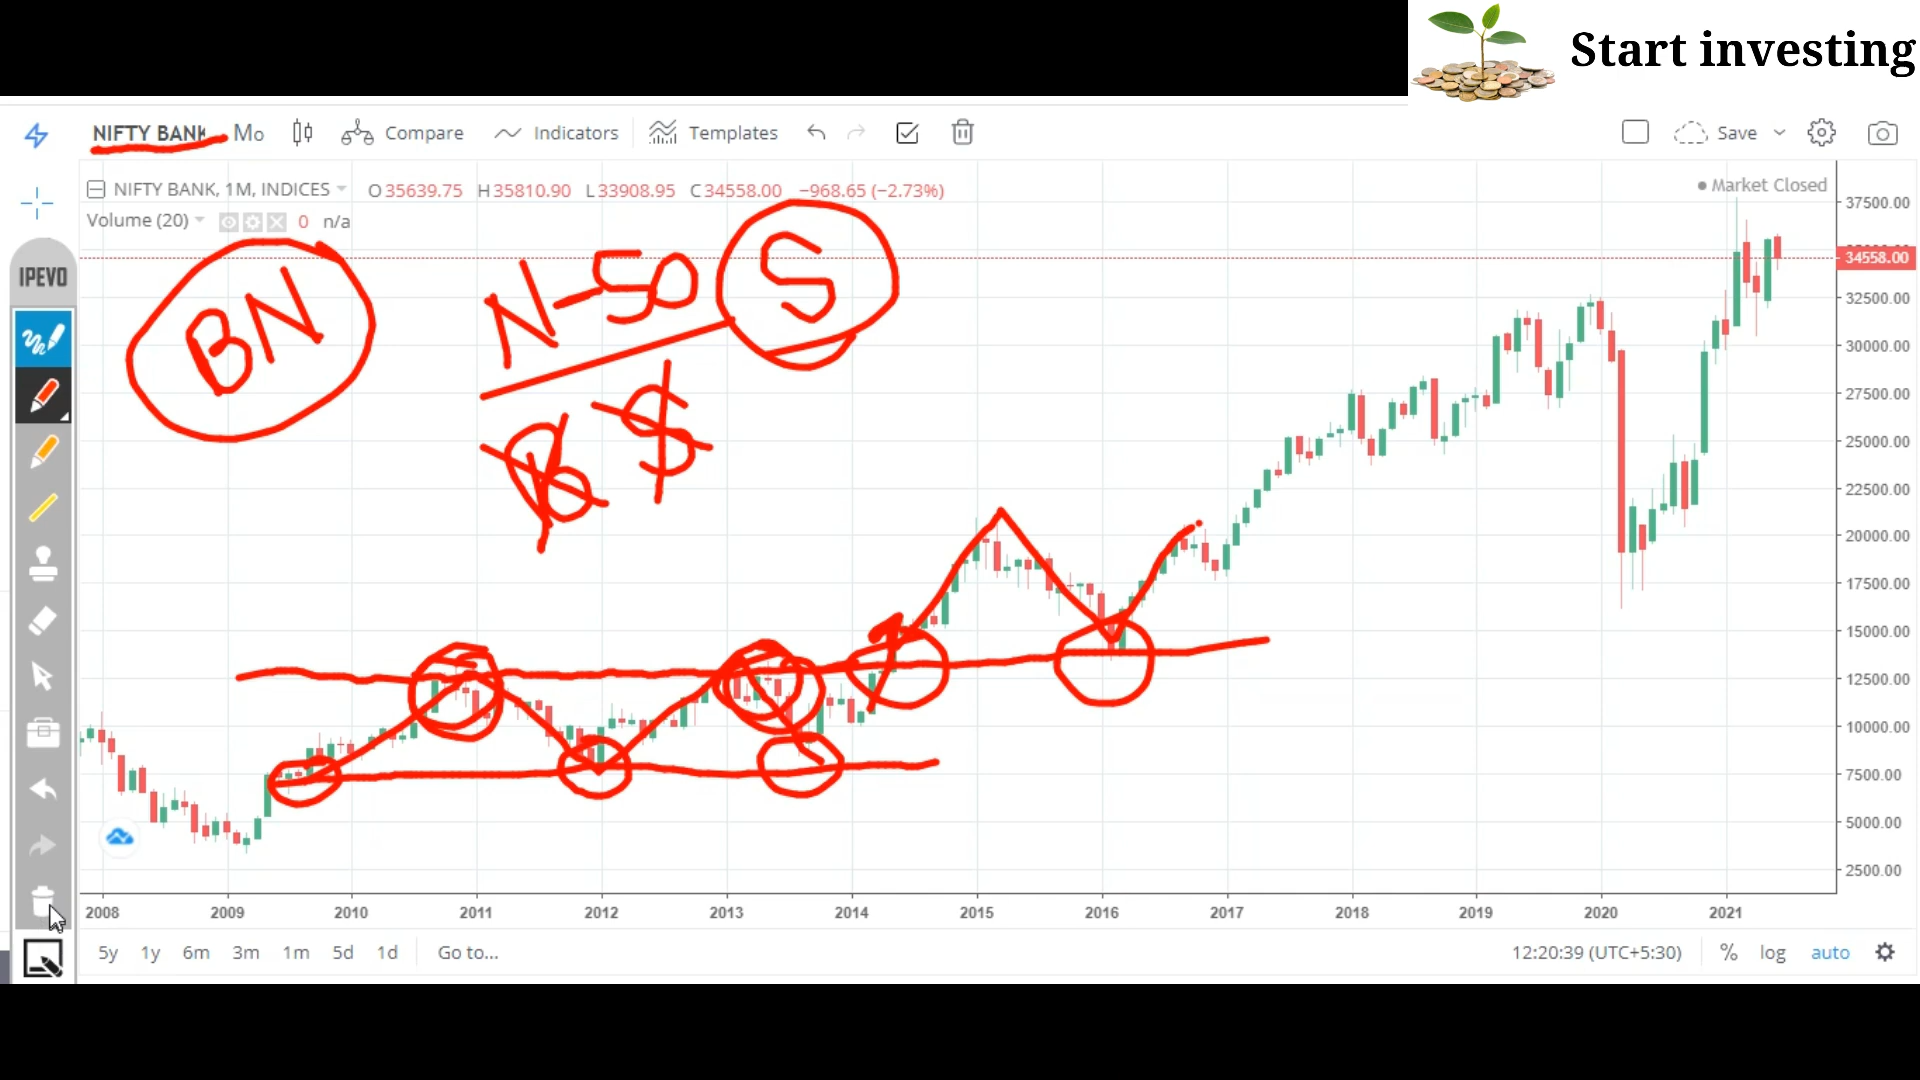 Start investing
NIFTY BANK Mo Compare Indicators Templates Save
NIFTY BANK, 1M, INDICES O35639.75 H35810.90 L33908.95 C34558.00 −968.65 (−2.73%)
Market Closed
Volume (20) 0 n/a
IPEVO
BN
N-50 S
$
37500.00
34558.00
32500.00
30000.00
27500.00
25000.00
22500.00
20000.00
17500.00
15000.00
12500.00
10000.00
7500.00
5000.00
2500.00
2008 2009 2010 2011 2012 2013 2014 2015 2016 2017 2018 2019 2020 2021
5y 1y 6m 3m 1m 5d 1d Go to... 12:20:39 (UTC+5:30) % log auto